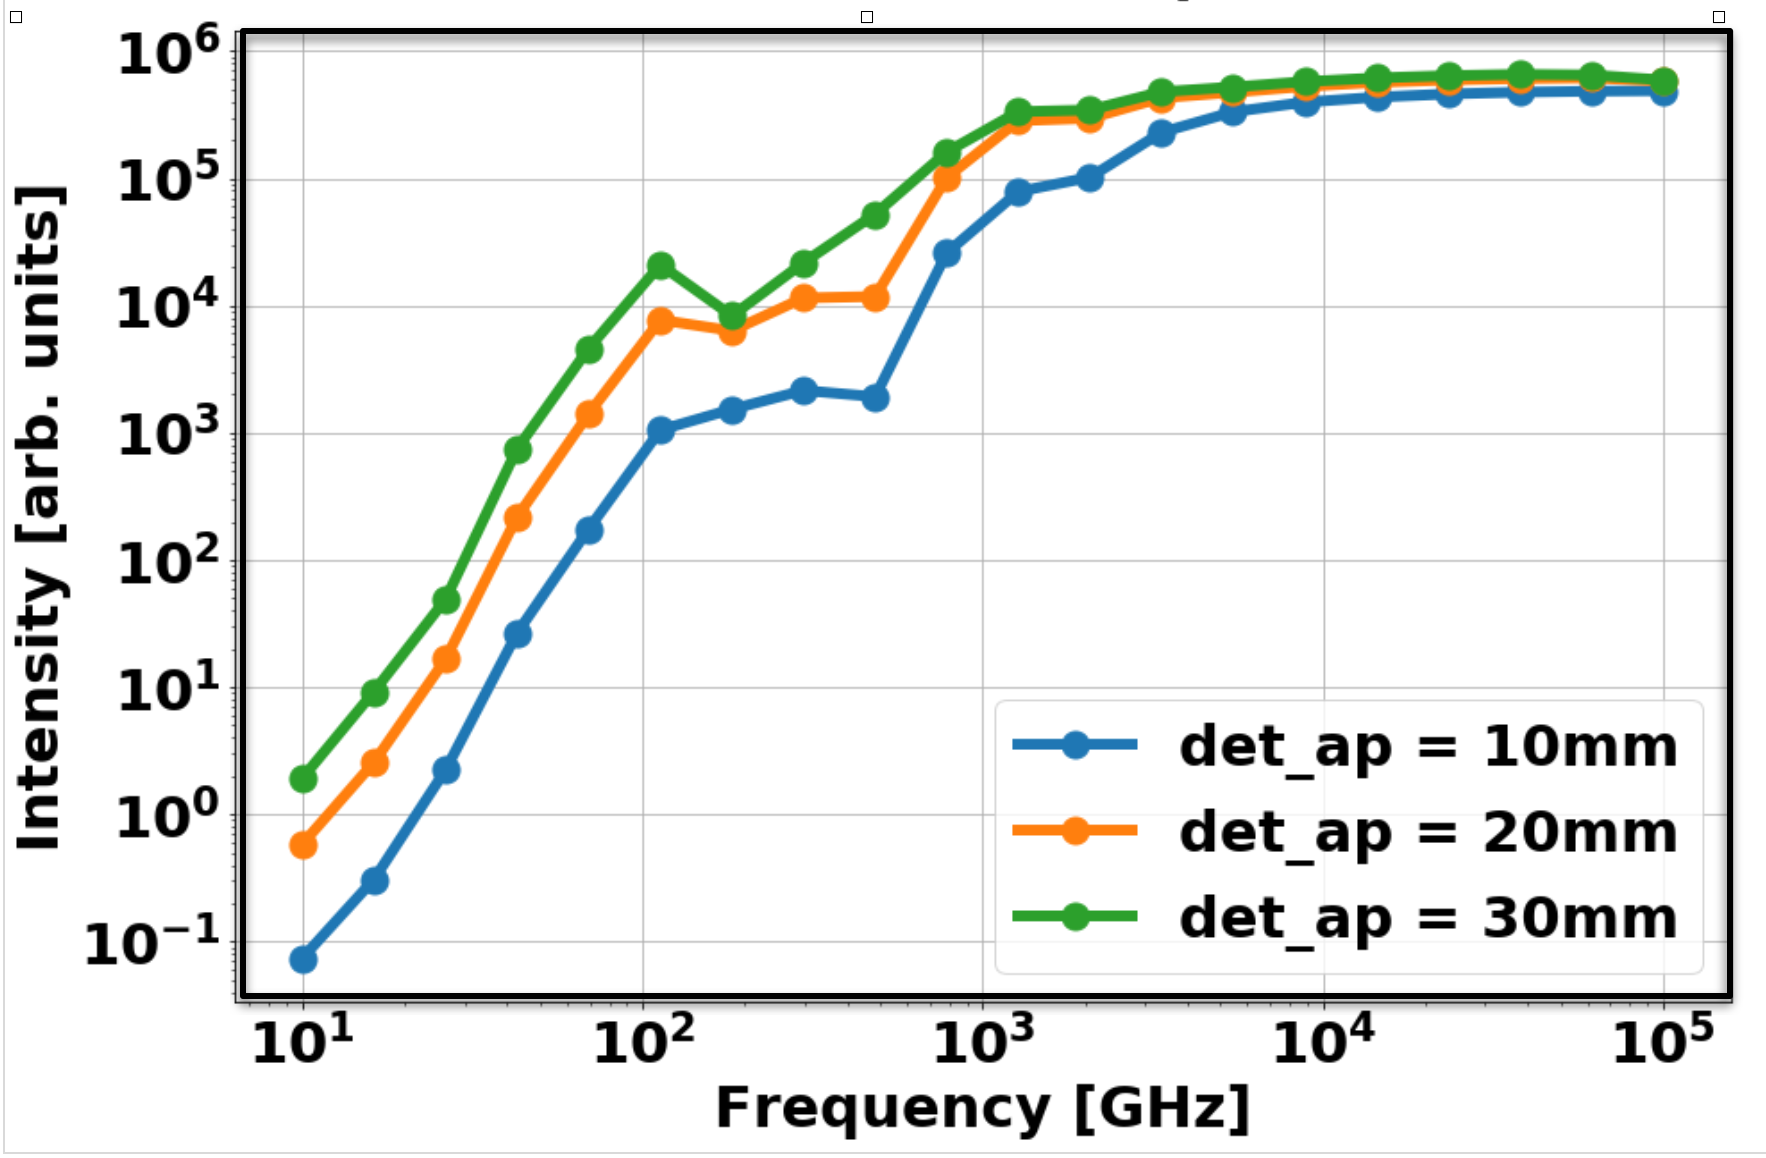 10⁶
10⁵
10⁴
10³
10²
10¹
10⁰
10⁻¹
Intensity [arb. units]
det_ap = 10mm
det_ap = 20mm
det_ap = 30mm
10¹ 10² 10³ 10⁴ 10⁵
Frequency [GHz]